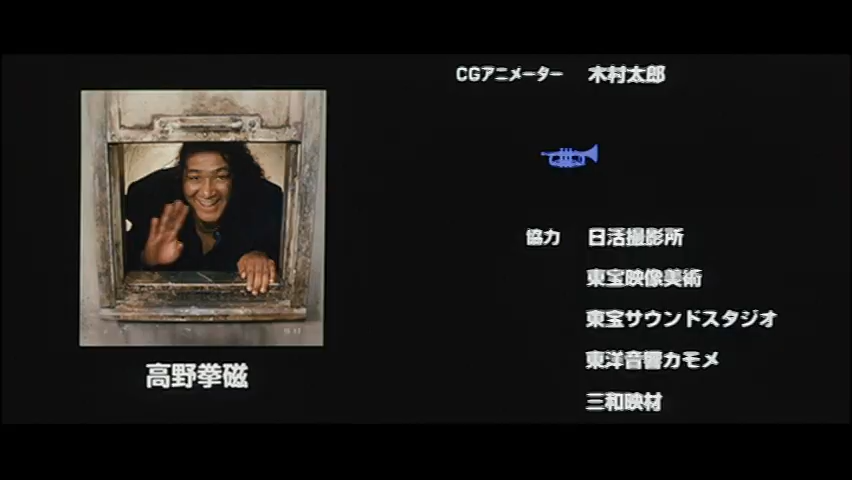 CGアニメーター 木村太郎
協力 日活撮影所
東宝映像美術
東宝サウンドスタジオ
東洋音響カモメ
三和映材
高野拳磁